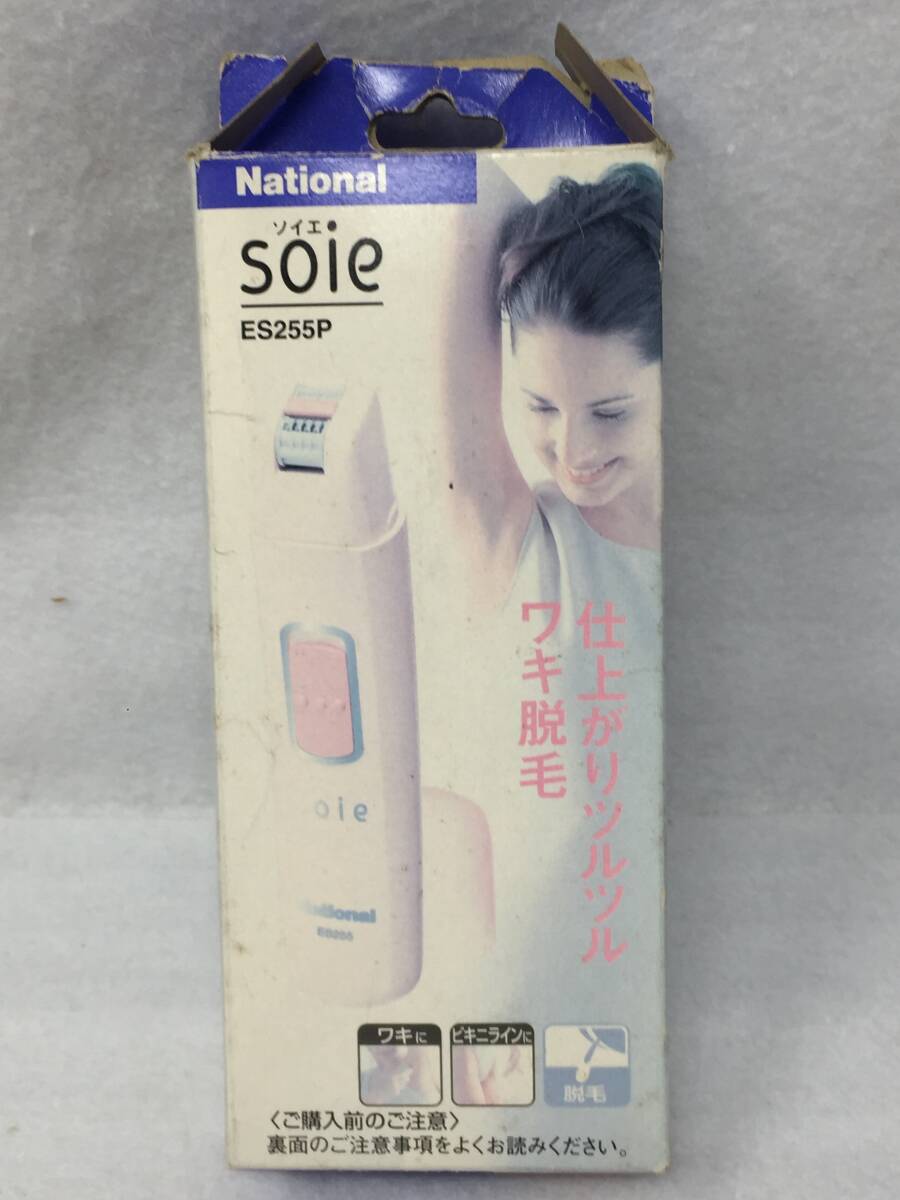 National
ソイエ
soie
ES255P
仕上がりツルツル
ワキ脱毛
oie
National
ES255
ワキに
ビキニラインに
脱毛
〈ご購入前のご注意〉
裏面のご注意事項をよくお読みください。